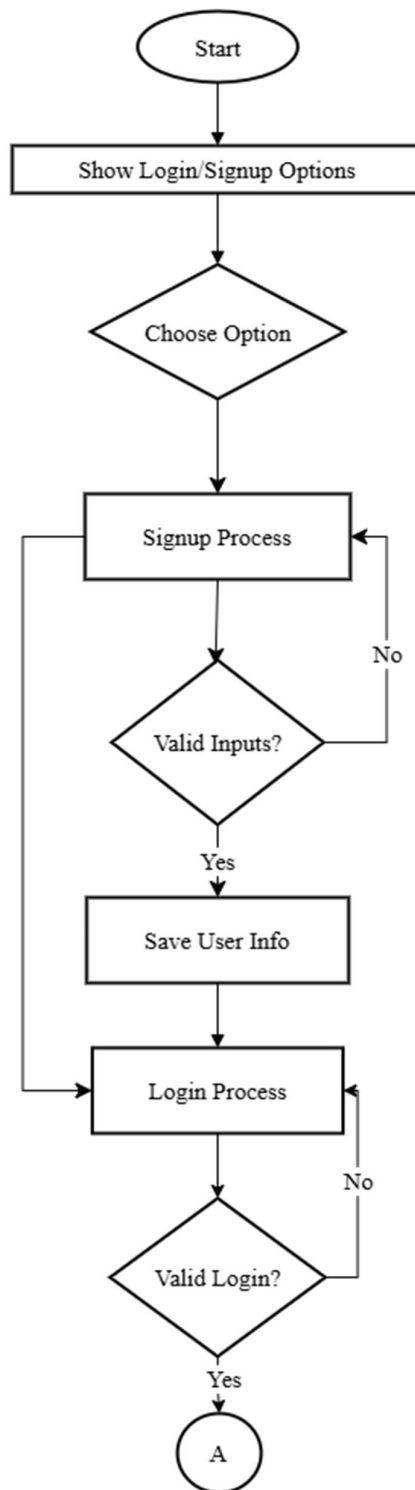 Start
Show Login/Signup Options
Choose Option
Signup Process
No
Valid Inputs?
Yes
Save User Info
Login Process
No
Valid Login?
Yes
A